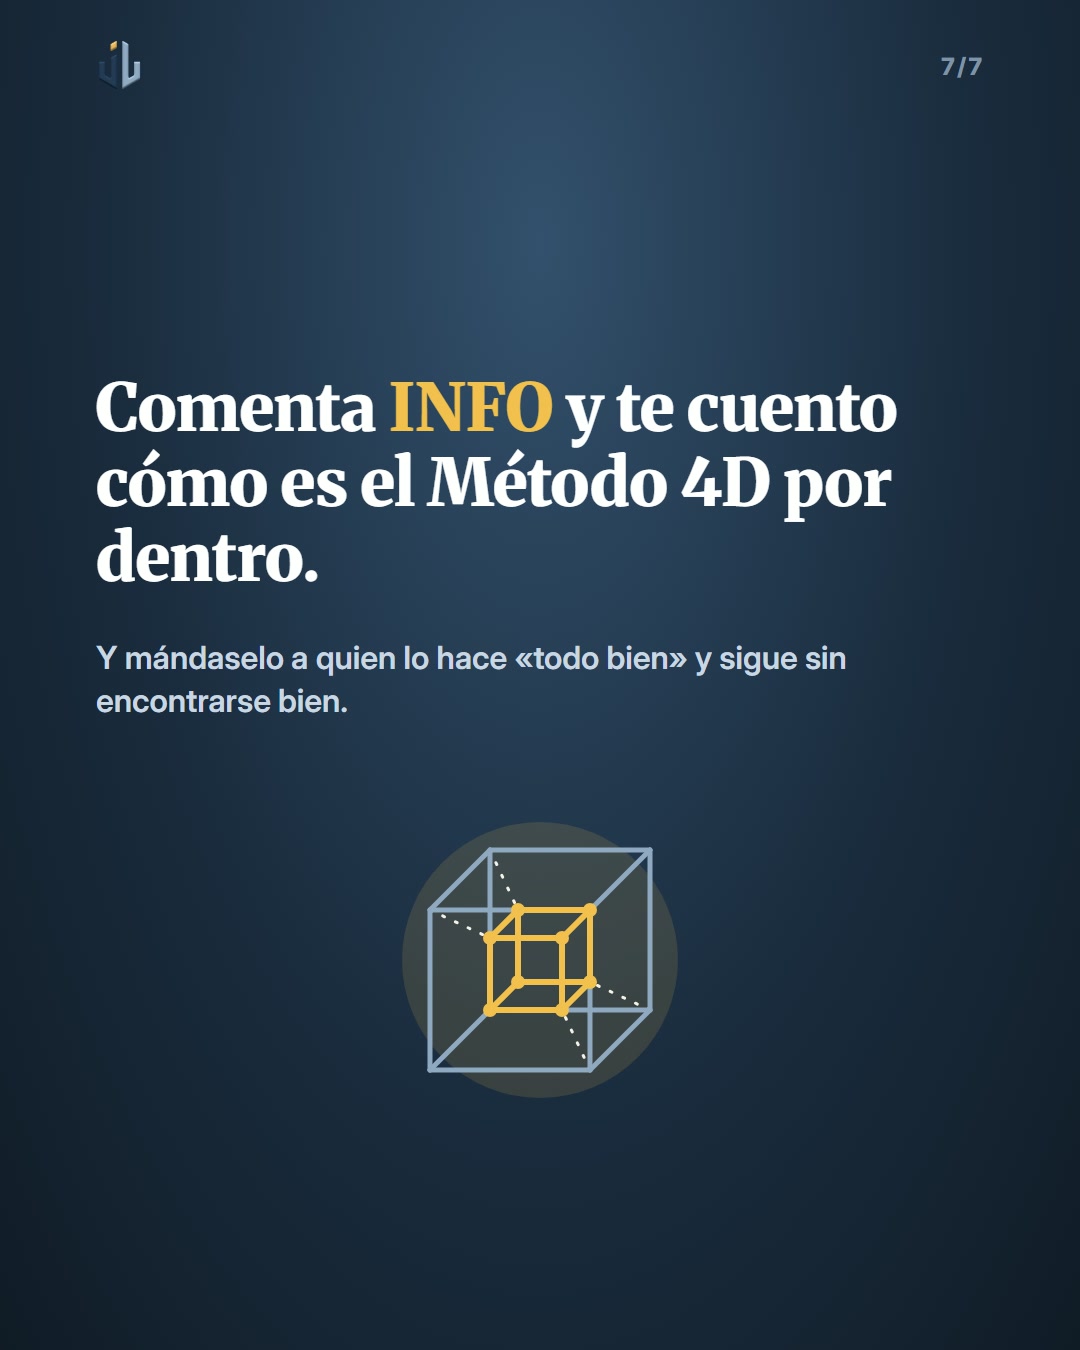 7/7
Comenta INFO y te cuento
cómo es el Método 4D por
dentro.
Y mándaselo a quien lo hace «todo bien» y sigue sin
encontrarse bien.